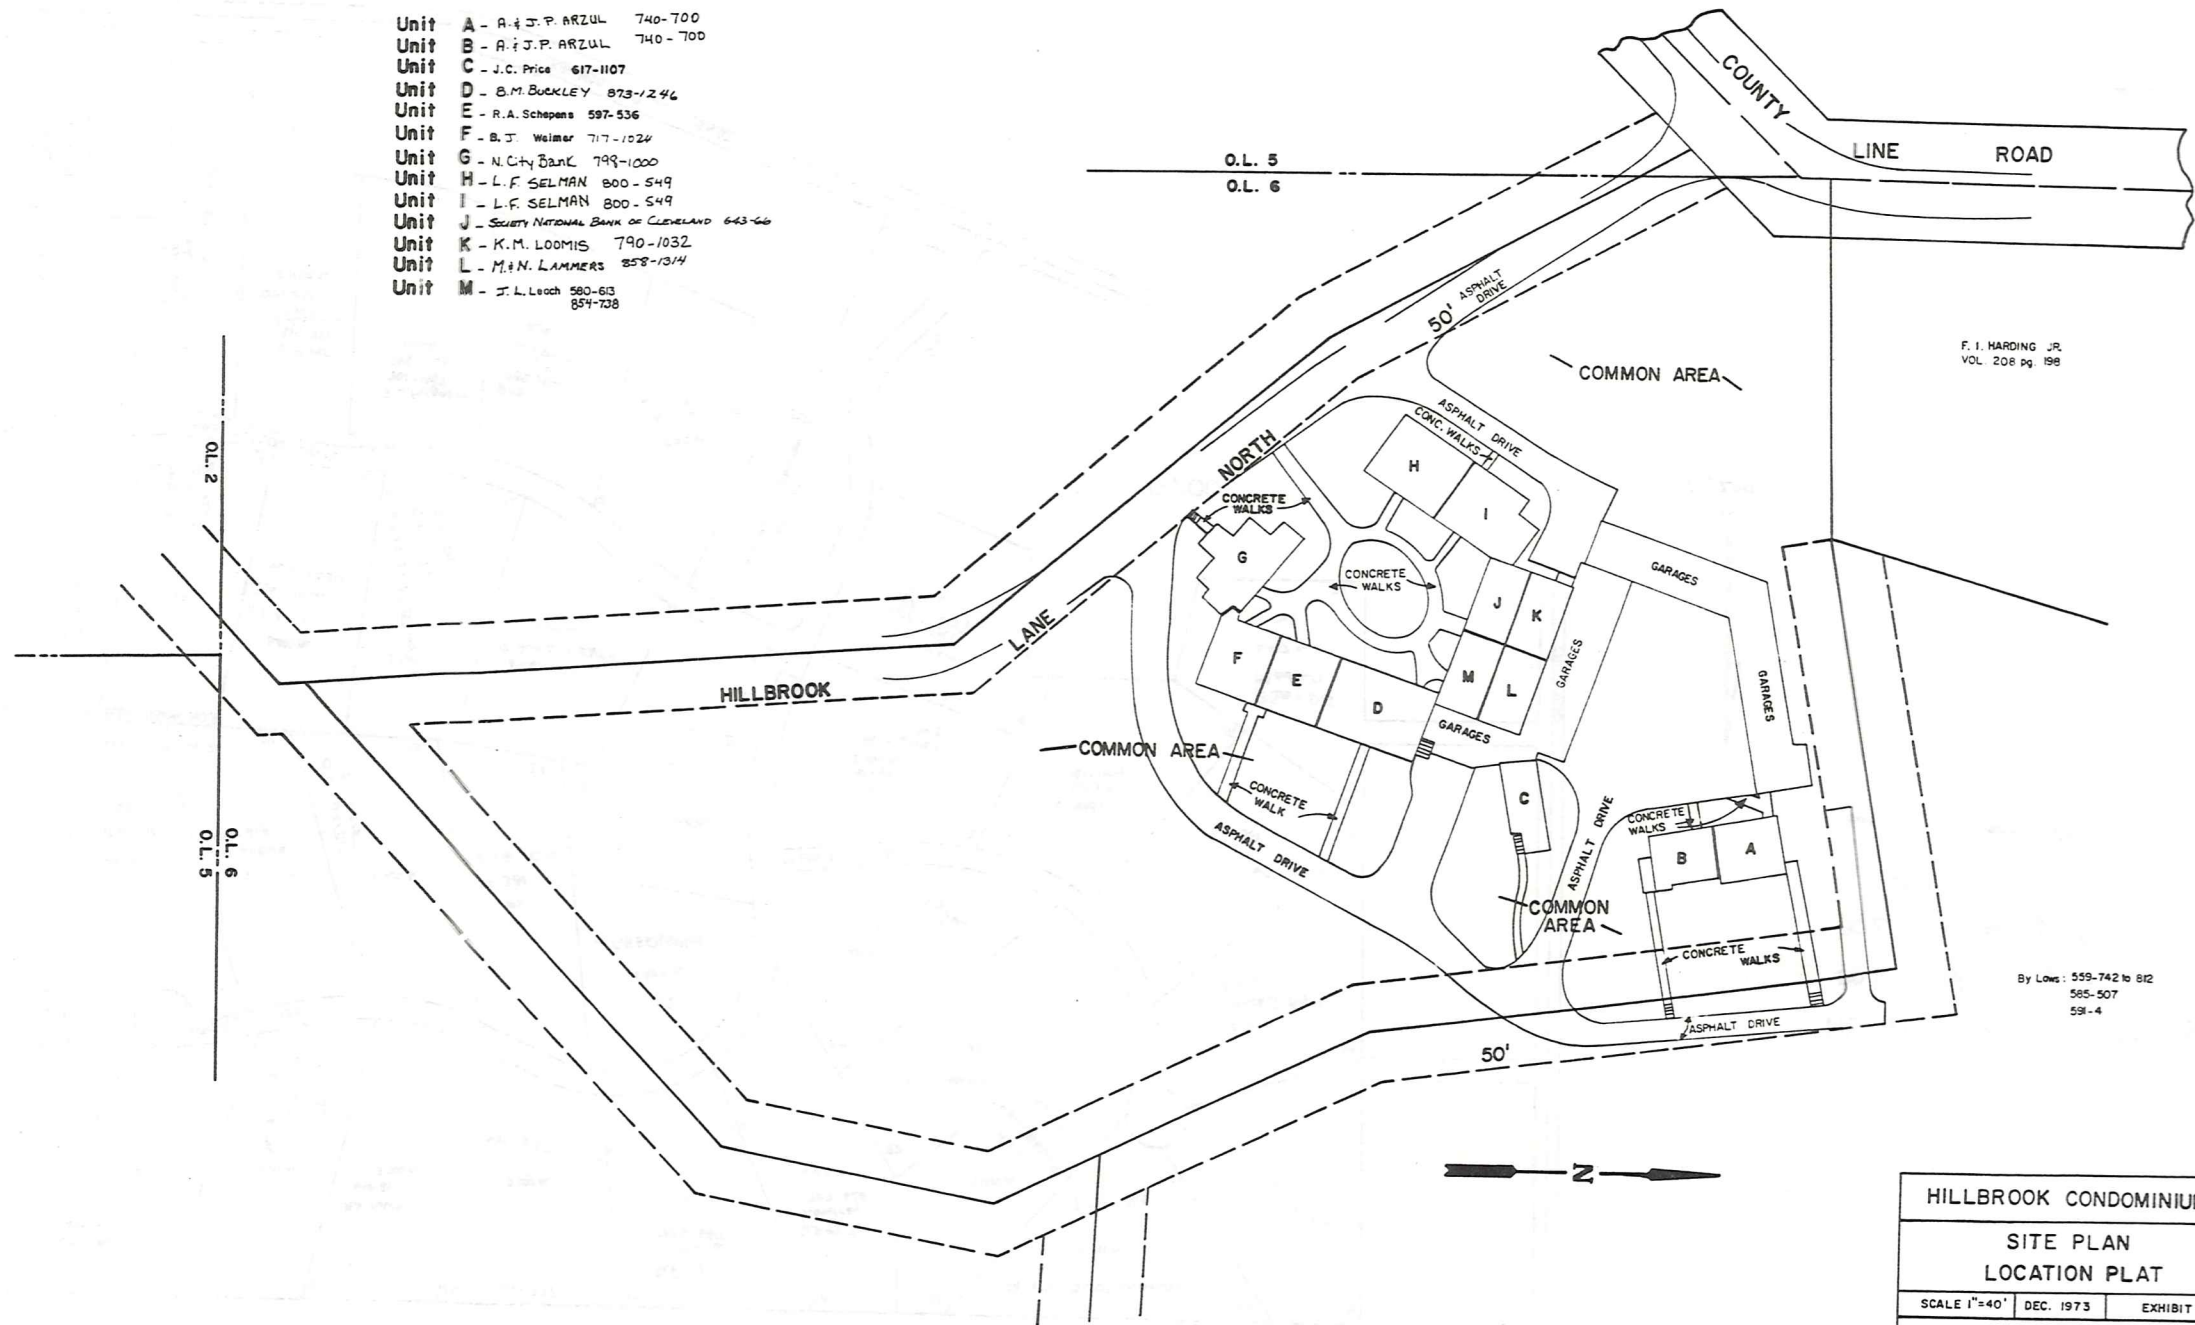 Unit A - A. & J. P. ARZUL 740-700
Unit B - A. & J.P. ARZUL 740-700
Unit C - J.C. Price 617-1107
Unit D - B.M. BUCKLEY 873-1246
Unit E - R.A. Schepens 597-536
Unit F - B. J. Weimer 717-1024
Unit G - N. City Bank 798-1000
Unit H - L.F. SELMAN 800-549
Unit I - L.F. SELMAN 800-549
Unit J - SOCIETY NATIONAL BANK OF CLEVELAND 643-66
Unit K - K.M. LOOMIS 790-1032
Unit L - M. & N. LAMMERS 858-1314
Unit M - J. L. Leach 580-613
854-738
COUNTY
LINE ROAD
O.L. 5
O.L. 6
ASPHALT
DRIVE
50'
F. I. HARDING JR.
VOL. 208 pg. 198
COMMON AREA
ASPHALT DRIVE
CONC. WALKS
O.L. 2
NORTH
H
I
CONCRETE
WALKS
G
CONCRETE
WALKS
GARAGES
J
K
LANE
GARAGES
F
E
D
M
L
GARAGES
HILLBROOK
GARAGES
COMMON AREA
CONCRETE
WALK
C
ASPHALT DRIVE
CONCRETE
WALKS
B
A
O.L. 6
O.L. 5
ASPHALT DRIVE
COMMON
AREA
CONCRETE
WALKS
By Laws: 559-742 to 812
585-507
591-4
ASPHALT DRIVE
50'
N
HILLBROOK CONDOMINIU
SITE PLAN
LOCATION PLAT
SCALE 1"=40' DEC. 1973 EXHIBIT